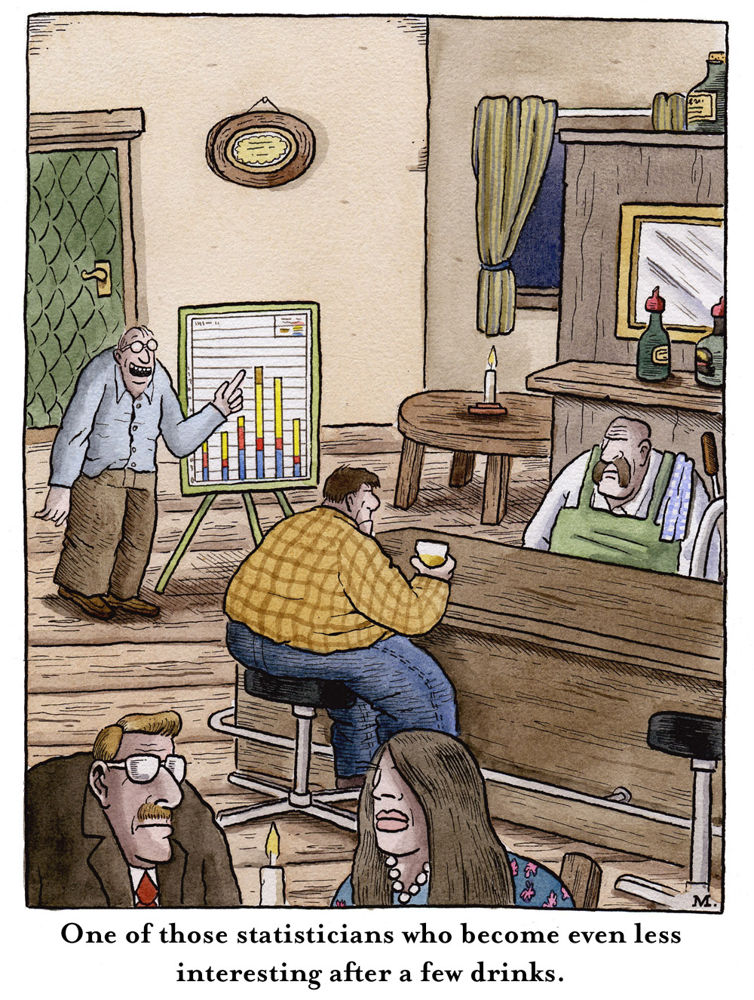 M.
One of those statisticians who become even less
interesting after a few drinks.